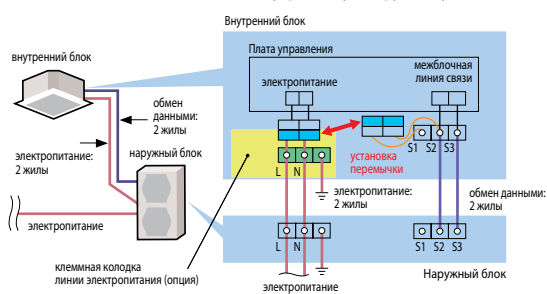 Внутренний блок
Плата управления
внутренний блок
электропитание
межблочная
линия связи
обмен
данными:
2 жилы
S1 S2 S3
электропитание:
2 жилы
наружный блок
установка
перемычки
L N
электропитание:
2 жилы
обмен данными:
2 жилы
электропитание
клеммная колодка
линии электритания (опция)
L N
S1 S2 S3
Наружный блок
электропитание